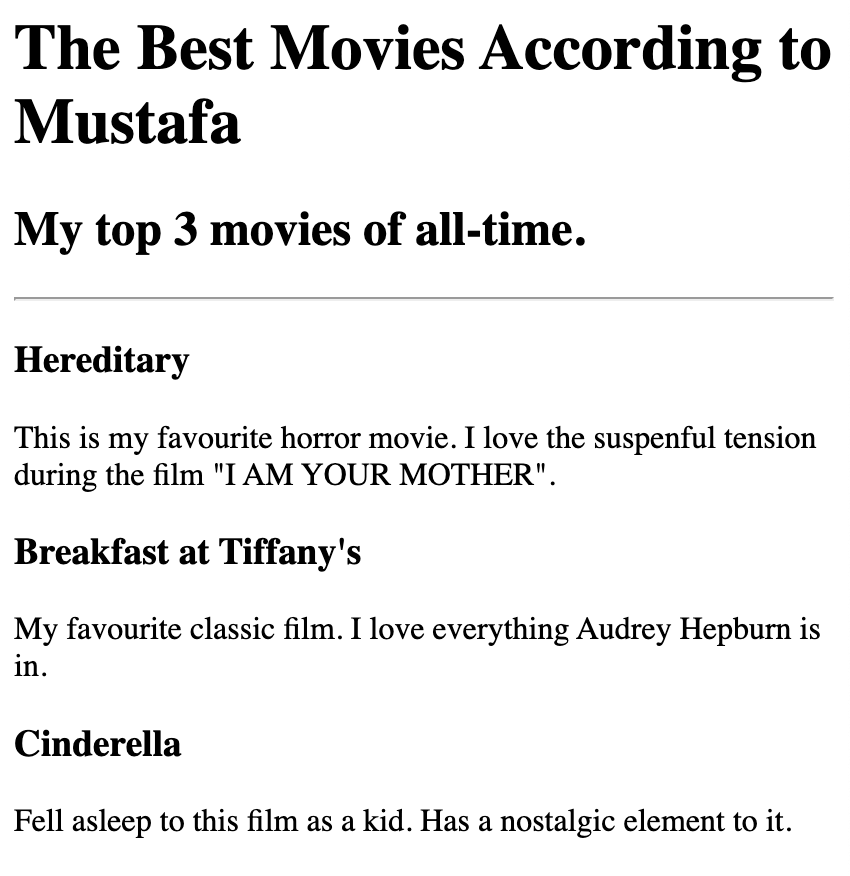 The Best Movies According to
Mustafa
My top 3 movies of all-time.
Hereditary
This is my favourite horror movie. I love the suspenful tension
during the film "I AM YOUR MOTHER".
Breakfast at Tiffany's
My favourite classic film. I love everything Audrey Hepburn is
in.
Cinderella
Fell asleep to this film as a kid. Has a nostalgic element to it.